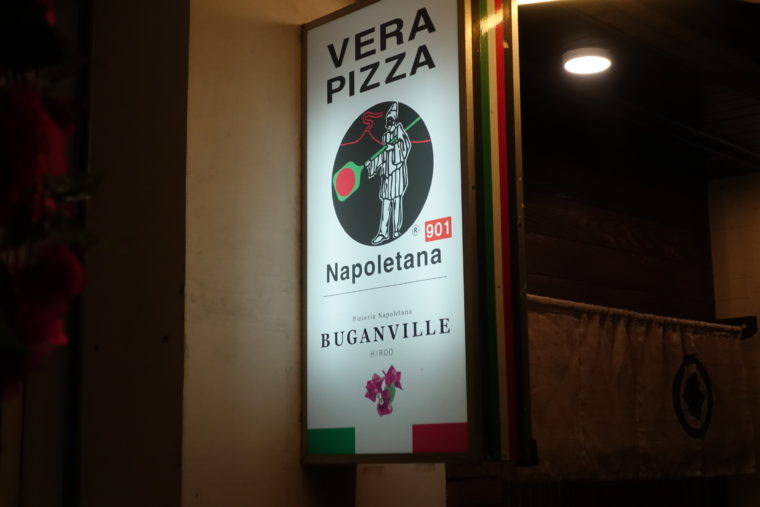 VERA
PIZZA
® 901
Napoletana
Pizzeria Napoletana
BUGANVILLE
HIROO